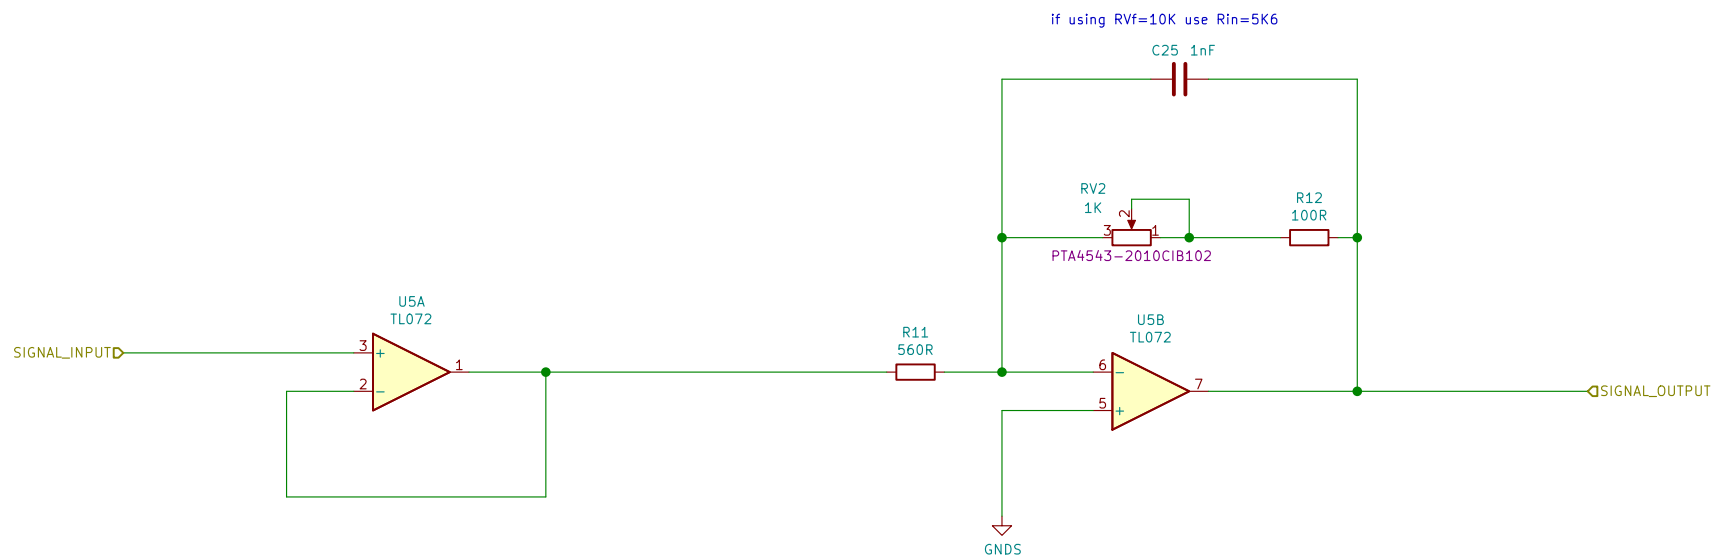 if using RVf=10K use Rin=5K6
C25 1nF
RV2
1K
2
3
1
PTA4543-2010CIB102
R12
100R
U5A
TL072
SIGNAL_INPUT
3
+
2
−
1
R11
560R
U5B
TL072
6
−
5
+
7
SIGNAL_OUTPUT
GNDS